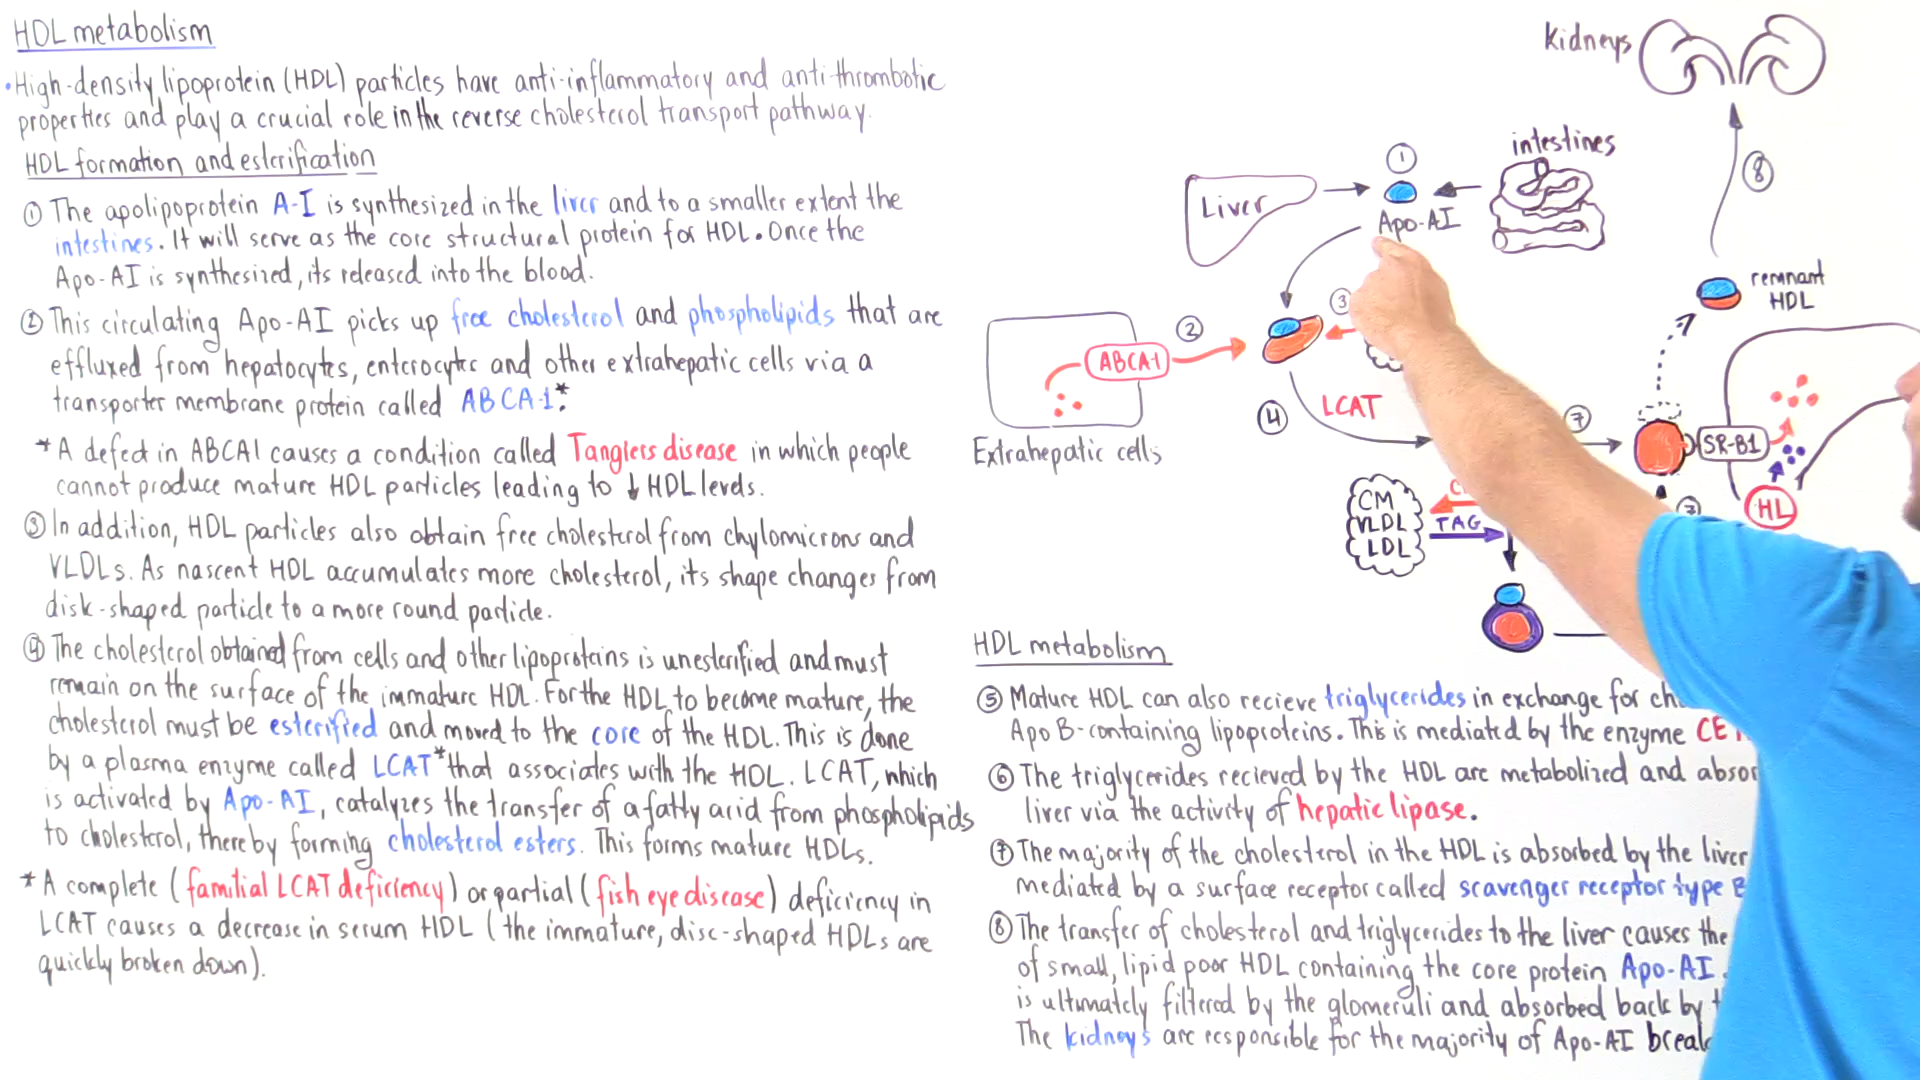 HDL metabolism
• High-density lipoprotein (HDL) particles have anti-inflammatory and anti-thrombotic
properties and play a crucial role in the reverse cholesterol transport pathway.
HDL formation and esterification
① The apolipoprotein A-I is synthesized in the liver and to a smaller extent the
intestines. It will serve as the core structural protein for HDL. Once the
Apo-AI is synthesized, its released into the blood.
② This circulating Apo-AI picks up free cholesterol and phospholipids that are
effluxed from hepatocytes, enterocytes and other extrahepatic cells via a
transporter membrane protein called ABCA-1.*
* A defect in ABCA1 causes a condition called Tangiers disease in which people
cannot produce mature HDL particles leading to ↓ HDL levels.
③ In addition, HDL particles also obtain free cholesterol from chylomicrons and
VLDLs. As nascent HDL accumulates more cholesterol, its shape changes from
disk-shaped particle to a more round particle.
④ The cholesterol obtained from cells and other lipoproteins is unesterified and must
remain on the surface of the immature HDL. For the HDL to become mature, the
cholesterol must be esterified and moved to the core of the HDL. This is done
by a plasma enzyme called LCAT* that associates with the HDL. LCAT, which
is activated by Apo-AI, catalyzes the transfer of a fatty acid from phospholipids
to cholesterol, thereby forming cholesterol esters. This forms mature HDLs.
* A complete (familial LCAT deficiency) or partial (fish eye disease) deficiency in
LCAT causes a decrease in serum HDL (the immature, disc-shaped HDLs are
quickly broken down).
kidneys
intestines
①
⑧
Liver
Apo-AI
remnant
HDL
③
②
ABCA-1
LCAT
④
⑦
SR-B1
Extrahepatic cells
CM
VLDL
LDL
TAG
⑦
HL
HDL metabolism
⑤ Mature HDL can also recieve triglycerides in exchange for
Apo B-containing lipoproteins. This is mediated by the enzyme
⑥ The triglycerides recieved by the HDL are metabolized and
liver via the activity of hepatic lipase.
⑦ The majority of the cholesterol in the HDL is absorbed by the liver
mediated by a surface receptor called scavenger receptor type
⑧ The transfer of cholesterol and triglycerides to the liver causes the
of small, lipid poor HDL containing the core protein Apo-AI.
is ultimately filtered by the glomeruli and absorbed back by
The kidneys are responsible for the majority of Apo-AI